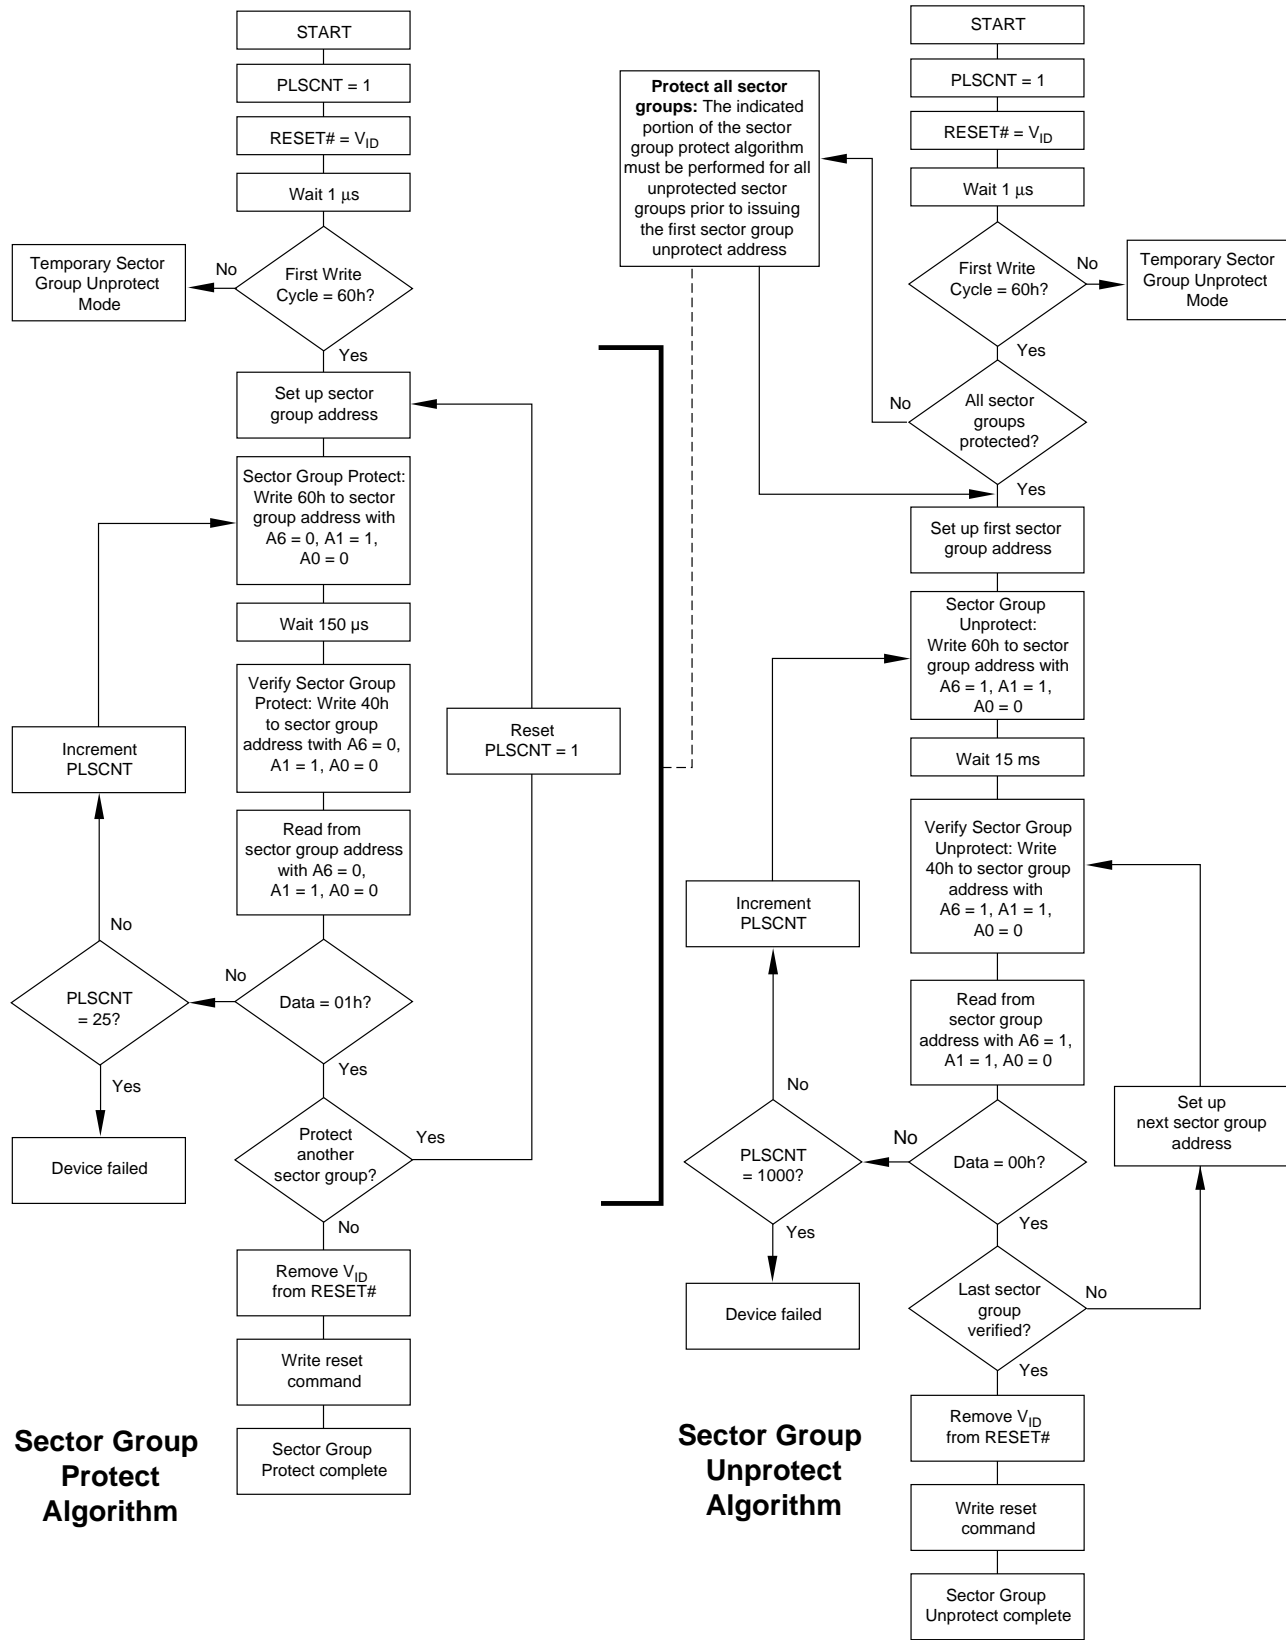 START
PLSCNT = 1
RESET# = VID
Wait 1 μs
First Write
Cycle = 60h?
No
Temporary Sector
Group Unprotect
Mode
Yes
Set up sector
group address
Sector Group Protect:
Write 60h to sector
group address with
A6 = 0, A1 = 1,
A0 = 0
Wait 150 µs
Verify Sector Group
Protect: Write 40h
to sector group
address twith A6 = 0,
A1 = 1, A0 = 0
Read from
sector group address
with A6 = 0,
A1 = 1, A0 = 0
Data = 01h?
No
PLSCNT
= 25?
No
Increment
PLSCNT
Yes
Device failed
Yes
Protect
another
sector group?
Yes
Reset
PLSCNT = 1
No
Remove VID
from RESET#
Write reset
command
Sector Group
Protect complete
Sector Group
Protect
Algorithm
Protect all sector
groups: The indicated
portion of the sector
group protect algorithm
must be performed for all
unprotected sector
groups prior to issuing
the first sector group
unprotect address
START
PLSCNT = 1
RESET# = VID
Wait 1 μs
First Write
Cycle = 60h?
No
Temporary Sector
Group Unprotect
Mode
Yes
All sector
groups
protected?
No
Yes
Set up first sector
group address
Sector Group
Unprotect:
Write 60h to sector
group address with
A6 = 1, A1 = 1,
A0 = 0
Wait 15 ms
Verify Sector Group
Unprotect: Write
40h to sector group
address with
A6 = 1, A1 = 1,
A0 = 0
Read from
sector group
address with A6 = 1,
A1 = 1, A0 = 0
Data = 00h?
No
PLSCNT
= 1000?
No
Increment
PLSCNT
Yes
Device failed
Yes
Last sector
group
verified?
No
Set up
next sector group
address
Yes
Remove VID
from RESET#
Write reset
command
Sector Group
Unprotect complete
Sector Group
Unprotect
Algorithm